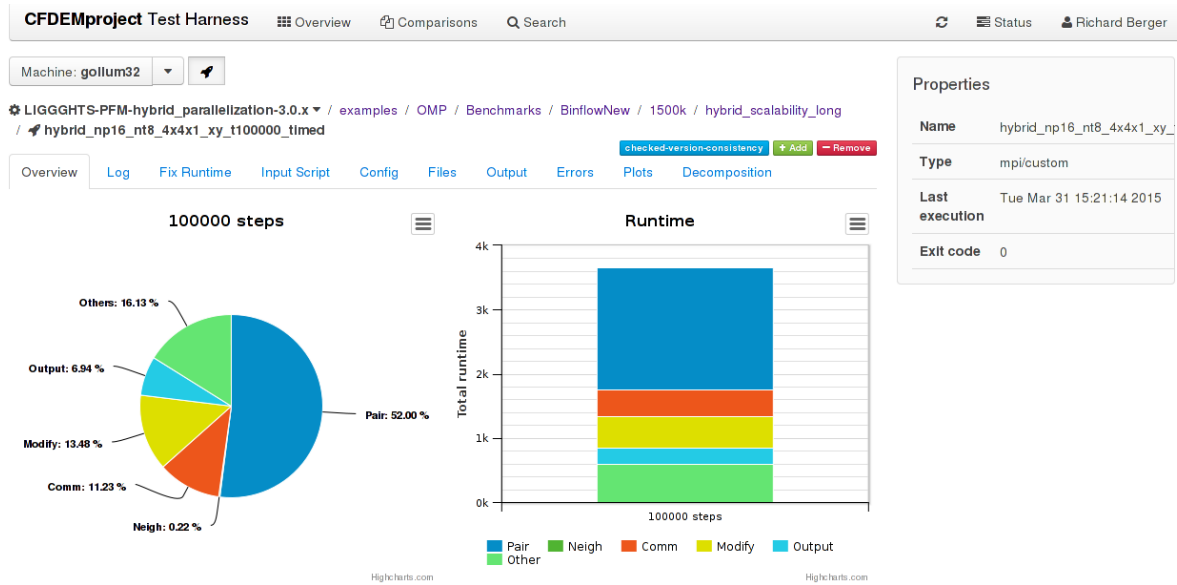 CFDEMproject Test Harness Overview Comparisons Search Status Richard Berger
Machine: gollum32
LIGGGHTS-PFM-hybrid_parallelization-3.0.x / examples / OMP / Benchmarks / BinflowNew / 1500k / hybrid_scalability_long
/ hybrid_np16_nt8_4x4x1_xy_t100000_timed
checked-version-consistency + Add − Remove
Overview Log Fix Runtime Input Script Config Files Output Errors Plots Decomposition
100000 steps
Others: 16.13 %
Output: 6.94 %
Modify: 13.48 %
Comm: 11.23 %
Neigh: 0.22 %
Pair: 52.00 %
Highcharts.com
Runtime
Total runtime
4k
3k
2k
1k
0k
100000 steps
Pair Neigh Comm Modify Output
Other
Highcharts.com
Properties
Name hybrid_np16_nt8_4x4x1_xy_
Type mpi/custom
Last execution Tue Mar 31 15:21:14 2015
Exit code 0